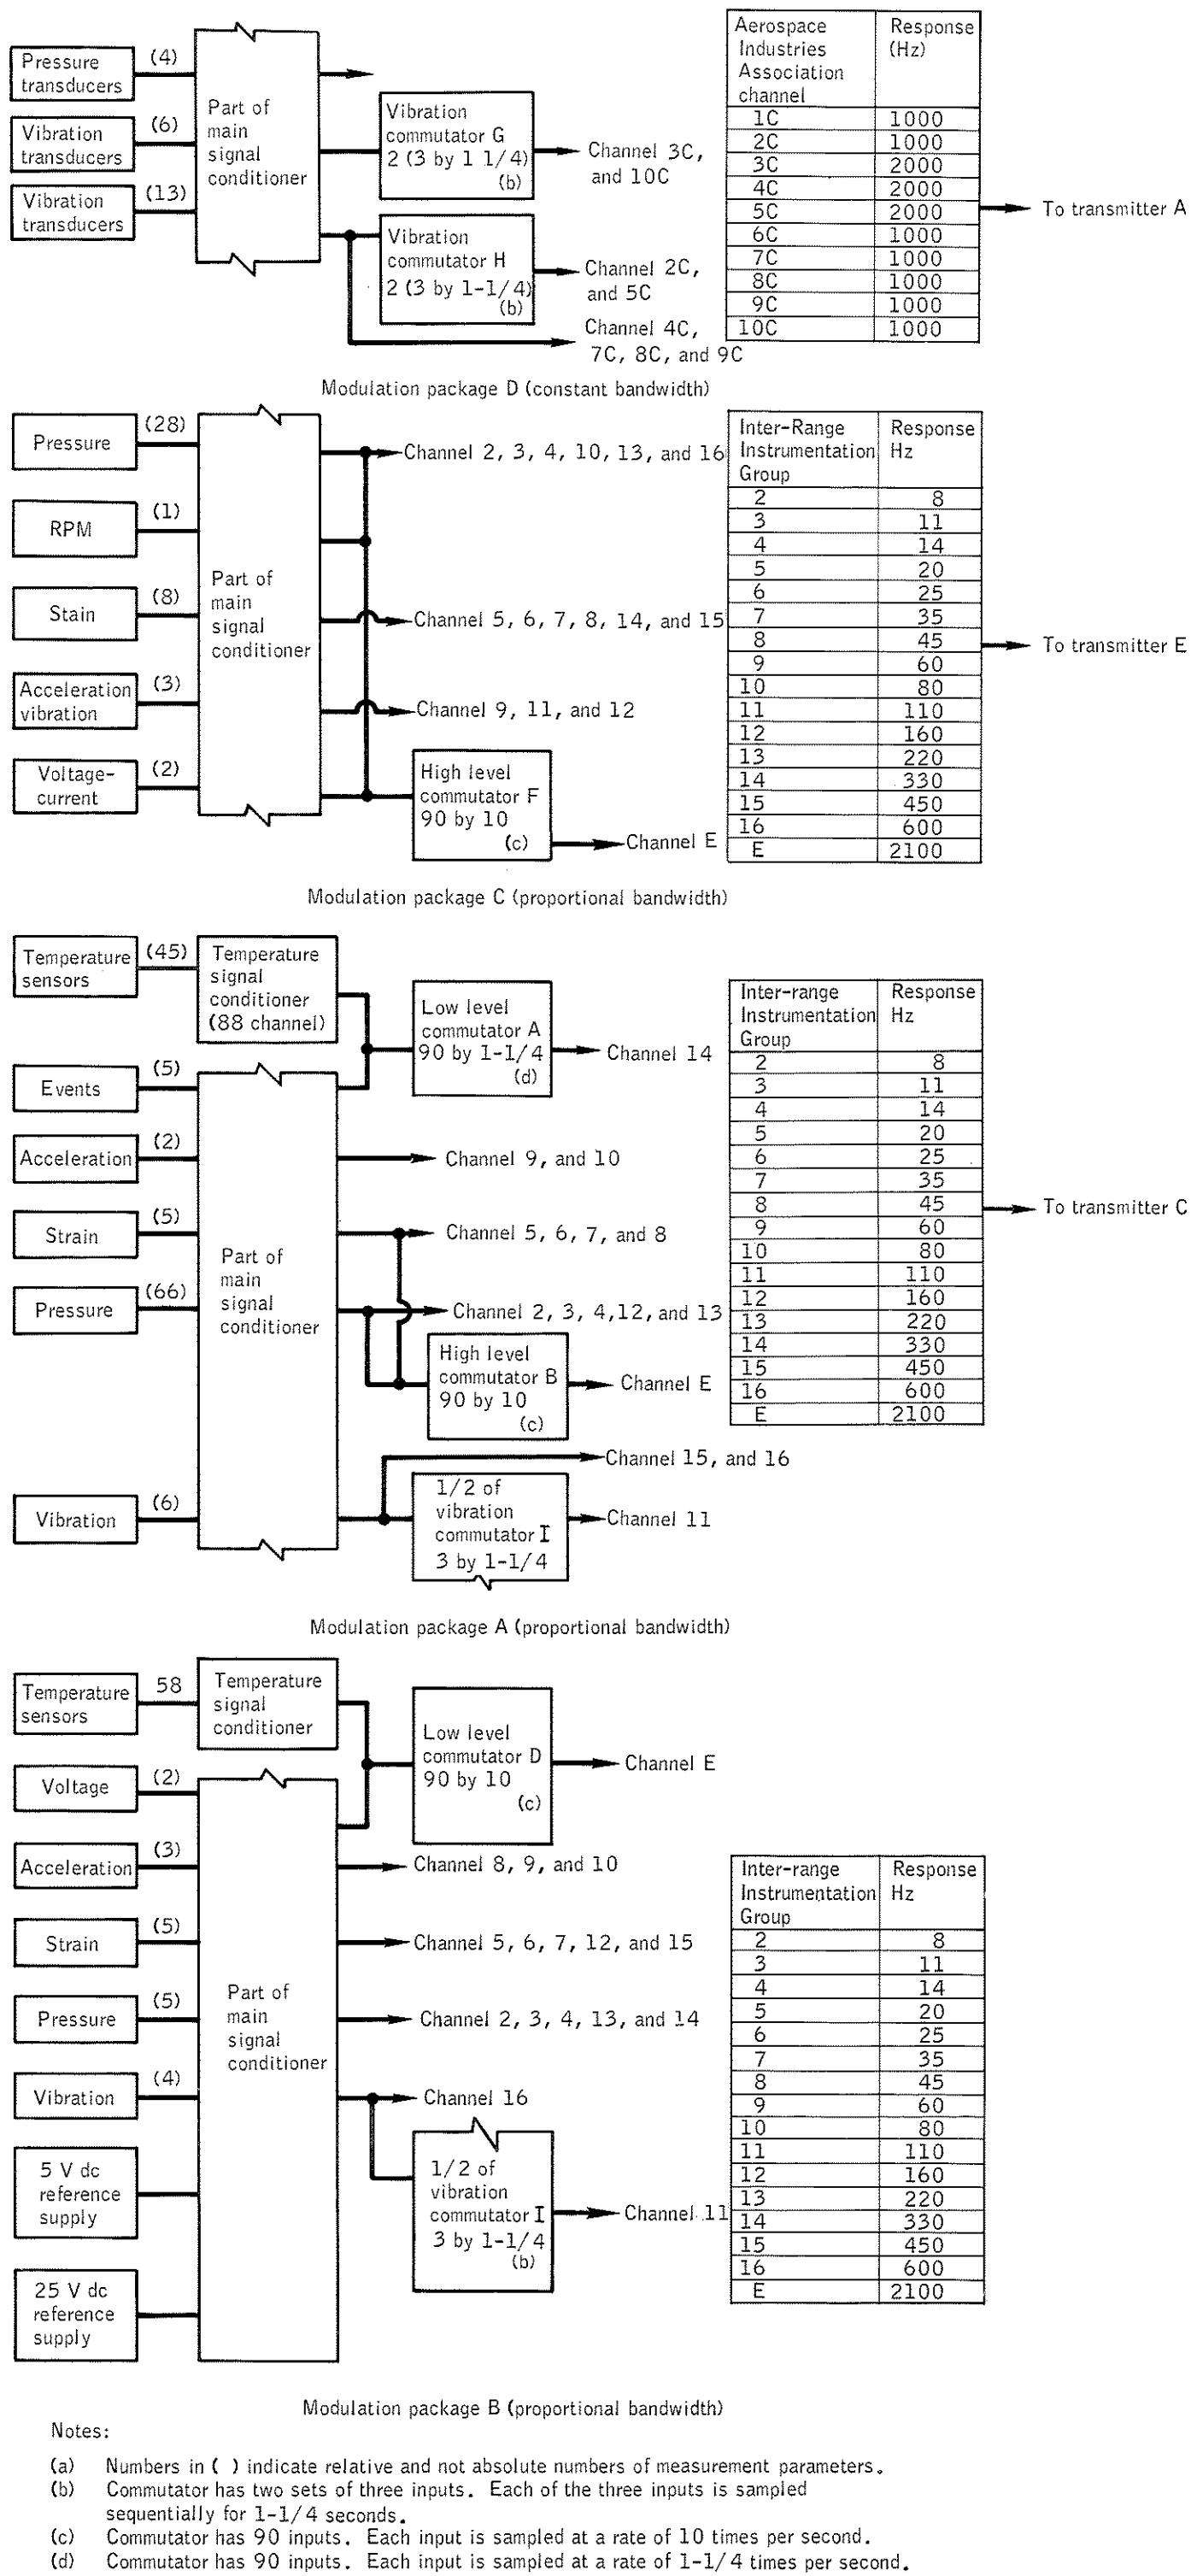 Pressure
transducers
(4)
Vibration
transducers
(6)
Vibration
transducers
(13)
Part of
main
signal
conditioner
Vibration
commutator G
2 (3 by 1 1/4)
(b)
Channel 3C,
and 10C
Vibration
commutator H
2 (3 by 1-1/4)
(b)
Channel 2C,
and 5C
Channel 4C,
7C, 8C, and 9C
Aerospace
Industries
Association
channel
Response
(Hz)
1C 1000
2C 1000
3C 2000
4C 2000
5C 2000
6C 1000
7C 1000
8C 1000
9C 1000
10C 1000
To transmitter A
Modulation package D (constant bandwidth)
Pressure
(28)
RPM
(1)
Stain
(8)
Acceleration
vibration
(3)
Voltage-
current
(2)
Part of
main
signal
conditioner
Channel 2, 3, 4, 10, 13, and 16
Channel 5, 6, 7, 8, 14, and 15
Channel 9, 11, and 12
High level
commutator F
90 by 10
(c)
Channel E
Inter-Range
Instrumentation
Group
Response
Hz
2 8
3 11
4 14
5 20
6 25
7 35
8 45
9 60
10 80
11 110
12 160
13 220
14 330
15 450
16 600
E 2100
To transmitter E
Modulation package C (proportional bandwidth)
Temperature
sensors
(45)
Temperature
signal
conditioner
(88 channel)
Events
(5)
Acceleration
(2)
Strain
(5)
Pressure
(66)
Vibration
(6)
Part of
main
signal
conditioner
Low level
commutator A
90 by 1-1/4
(d)
Channel 14
Channel 9, and 10
Channel 5, 6, 7, and 8
Channel 2, 3, 4,12, and 13
High level
commutator B
90 by 10
(c)
Channel E
Channel 15, and 16
1/2 of
vibration
commutator I
3 by 1-1/4
Channel 11
Inter-range
Instrumentation
Group
Response
Hz
2 8
3 11
4 14
5 20
6 25
7 35
8 45
9 60
10 80
11 110
12 160
13 220
14 330
15 450
16 600
E 2100
To transmitter C
Modulation package A (proportional bandwidth)
Temperature
sensors
58
Temperature
signal
conditioner
Voltage
(2)
Acceleration
(3)
Strain
(5)
Pressure
(5)
Vibration
(4)
5 V dc
reference
supply
25 V dc
reference
supply
Part of
main
signal
conditioner
Low level
commutator D
90 by 10
(c)
Channel E
Channel 8, 9, and 10
Channel 5, 6, 7, 12, and 15
Channel 2, 3, 4, 13, and 14
Channel 16
1/2 of
vibration
commutator I
3 by 1-1/4
(b)
Channel 11
Inter-range
Instrumentation
Group
Response
Hz
2 8
3 11
4 14
5 20
6 25
7 35
8 45
9 60
10 80
11 110
12 160
13 220
14 330
15 450
16 600
E 2100
Modulation package B (proportional bandwidth)
Notes:
(a) Numbers in ( ) indicate relative and not absolute numbers of measurement parameters.
(b) Commutator has two sets of three inputs. Each of the three inputs is sampled
sequentially for 1-1/4 seconds.
(c) Commutator has 90 inputs. Each input is sampled at a rate of 10 times per second.
(d) Commutator has 90 inputs. Each input is sampled at a rate of 1-1/4 times per second.